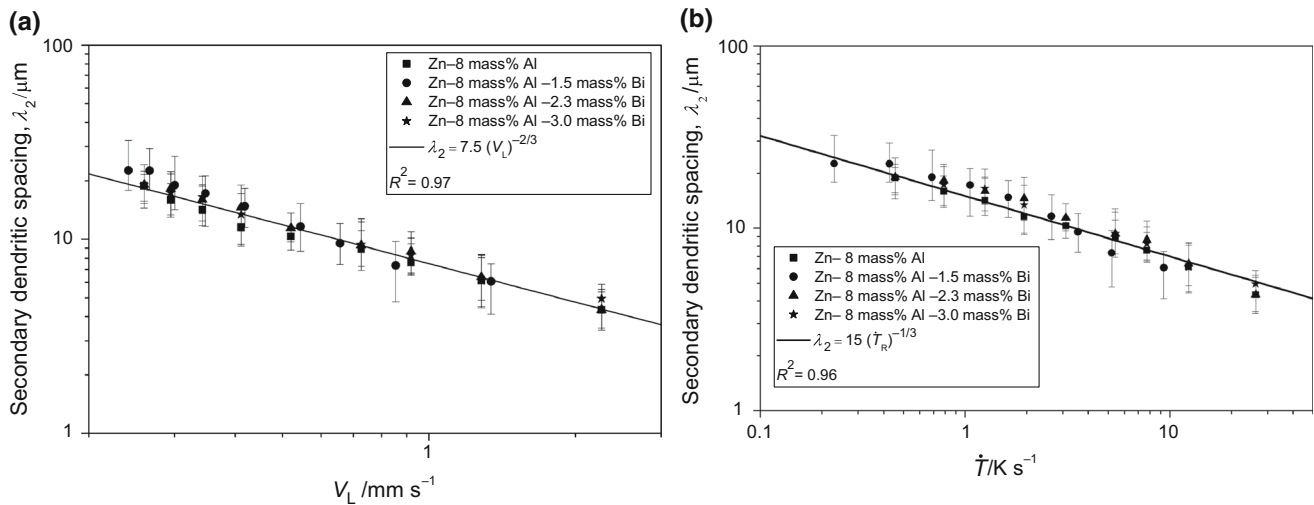 (a)
100
10
1
Secondary dendritic spacing, λ2/μm
Zn–8 mass% Al
Zn–8 mass% Al –1.5 mass% Bi
Zn–8 mass% Al –2.3 mass% Bi
Zn–8 mass% Al –3.0 mass% Bi
λ2 = 7.5 (VL)–2/3
R2 = 0.97
1
VL /mm s–1
(b)
100
10
1
Secondary dendritic spacing, λ2/μm
Zn– 8 mass% Al
Zn– 8 mass% Al –1.5 mass% Bi
Zn– 8 mass% Al –2.3 mass% Bi
Zn– 8 mass% Al –3.0 mass% Bi
λ2 = 15 (ṪR)–1/3
R2 = 0.96
0.1 1 10
Ṫ/K s–1